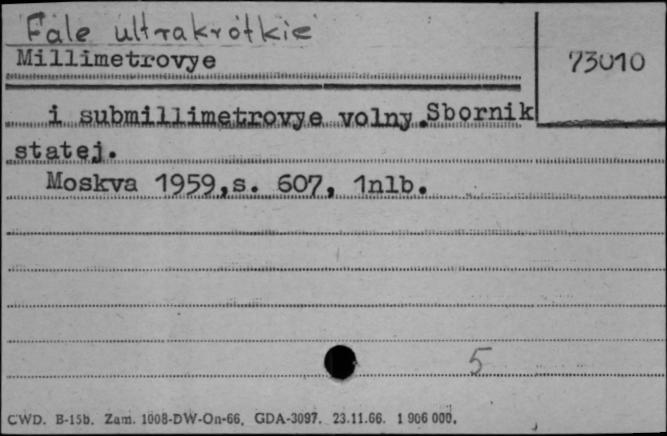 Fale ultrakrótkie
Millimetrovye
73010
i submillimetrovye volny.Sbornik
statej.
Moskva 1959,s. 607, 1nlb.
5
CWD. B-15b. Zam. 1008-DW-On-66. GDA-3097. 23.11.66. 1 906 000.